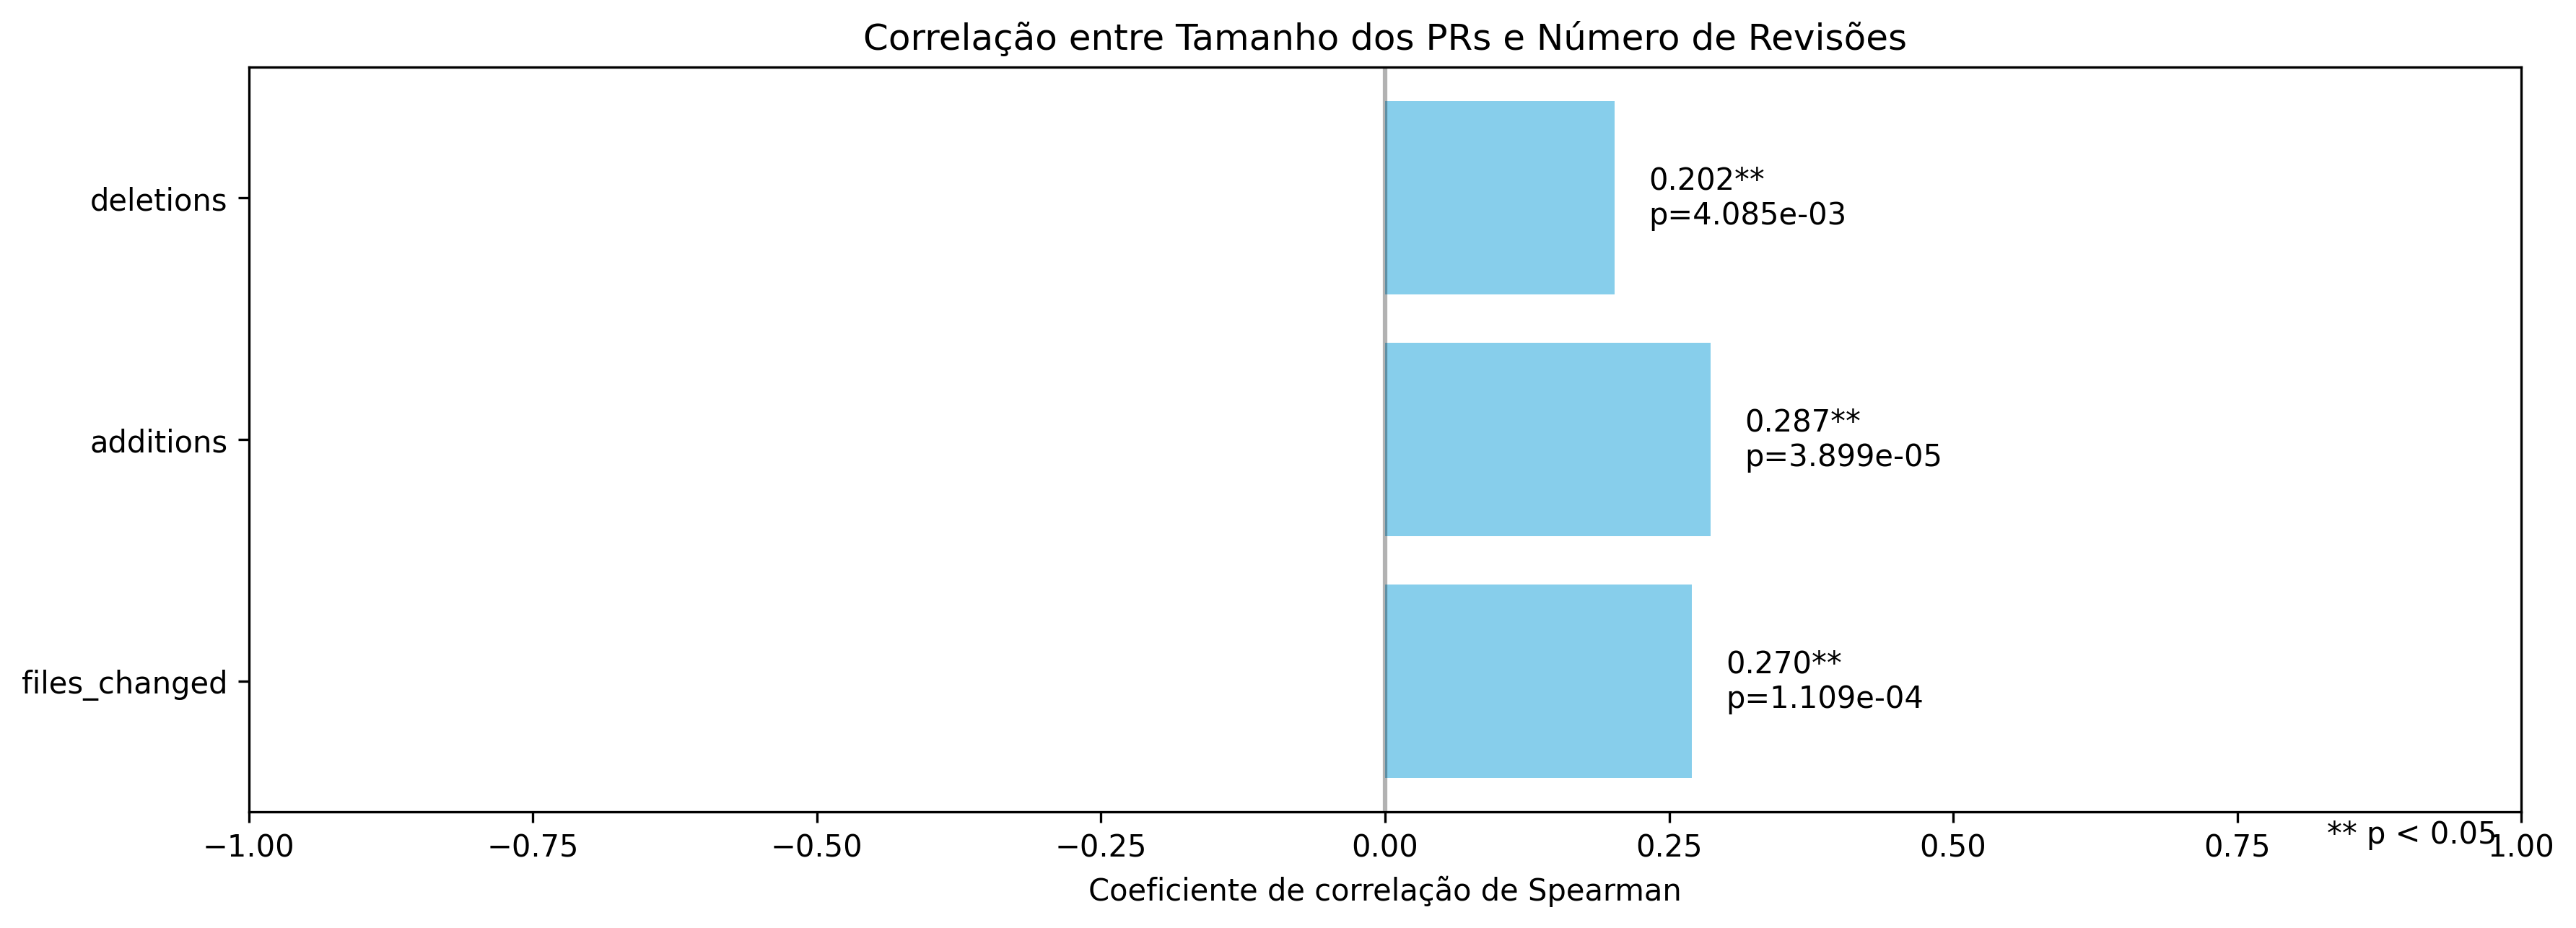 Correlação entre Tamanho dos PRs e Número de Revisões
deletions
0.202**
p=4.085e-03
additions
0.287**
p=3.899e-05
files_changed
0.270**
p=1.109e-04
−1.00 −0.75 −0.50 −0.25 0.00 0.25 0.50 0.75 1.00
** p < 0.05
Coeficiente de correlação de Spearman